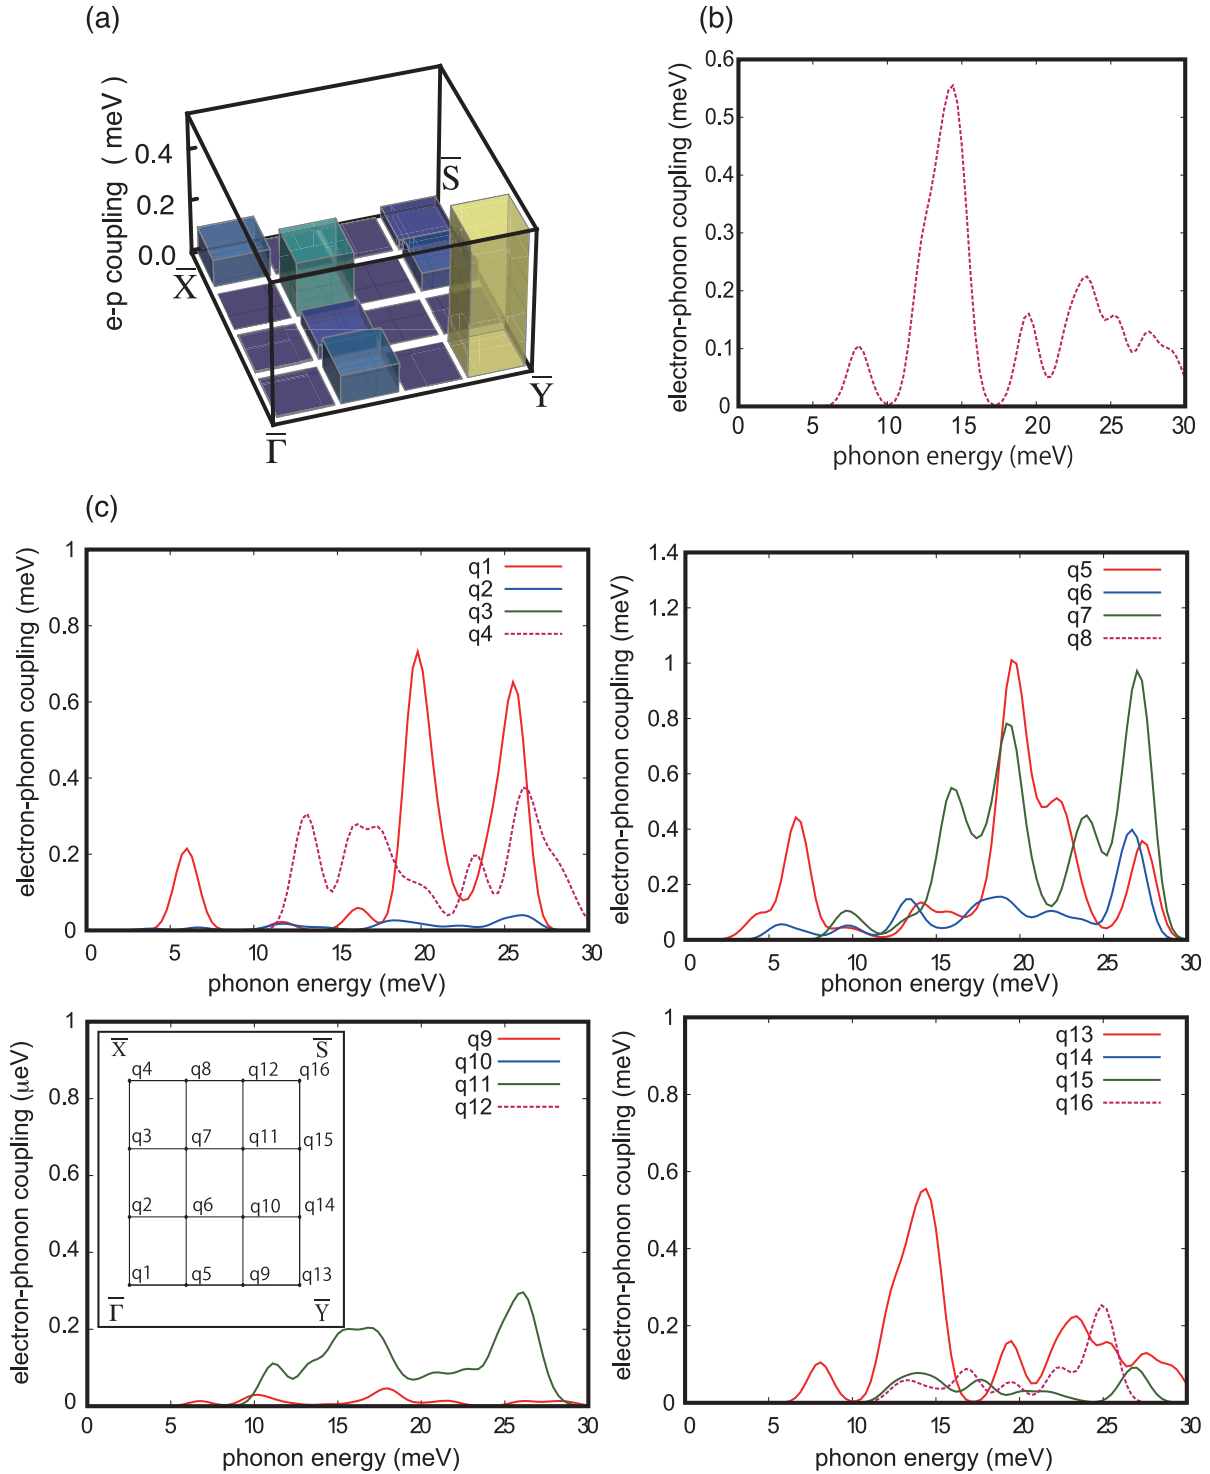 (a)
e-p coupling ( meV)
0.4
0.2
0.0
X
S
Γ
Y
(b)
electron-phonon coupling (meV)
0.6
0.5
0.4
0.3
0.2
0.1
0
0 5 10 15 20 25 30
phonon energy (meV)
(c)
electron-phonon coupling (meV)
1
0.8
0.6
0.4
0.2
0
q1
q2
q3
q4
0 5 10 15 20 25 30
phonon energy (meV)
electron-phonon coupling (meV)
1.4
1.2
1
0.8
0.6
0.4
0.2
0
q5
q6
q7
q8
0 5 10 15 20 25 30
phonon energy (meV)
electron-phonon coupling (μeV)
1
0.8
0.6
0.4
0.2
0
X S
q4 q8 q12 q16
q3 q7 q11 q15
q2 q6 q10 q14
q1 q5 q9 q13
Γ Y
q9
q10
q11
q12
0 5 10 15 20 25 30
phonon energy (meV)
electron-phonon coupling (meV)
1
0.8
0.6
0.4
0.2
0
q13
q14
q15
q16
0 5 10 15 20 25 30
phonon energy (meV)